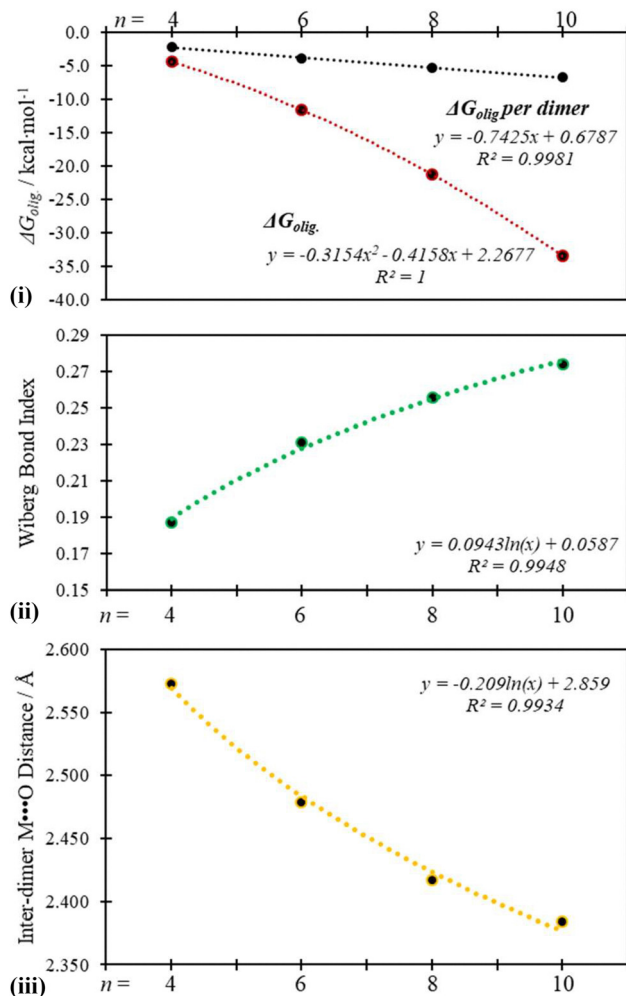 n = 4 6 8 10
0.0
-5.0
-10.0
-15.0
-20.0
-25.0
-30.0
-35.0
-40.0
ΔGolig. / kcal·mol⁻¹
ΔGolig per dimer
y = -0.7425x + 0.6787
R² = 0.9981
ΔGolig.
y = -0.3154x² - 0.4158x + 2.2677
R² = 1
(i)
0.29
0.27
0.25
0.23
0.21
0.19
0.17
0.15
Wiberg Bond Index
y = 0.0943ln(x) + 0.0587
R² = 0.9948
(ii)
n = 4 6 8 10
2.600
2.550
2.500
2.450
2.400
2.350
Inter-dimer M•••O Distance / Å
y = -0.209ln(x) + 2.859
R² = 0.9934
(iii)
n = 4 6 8 10